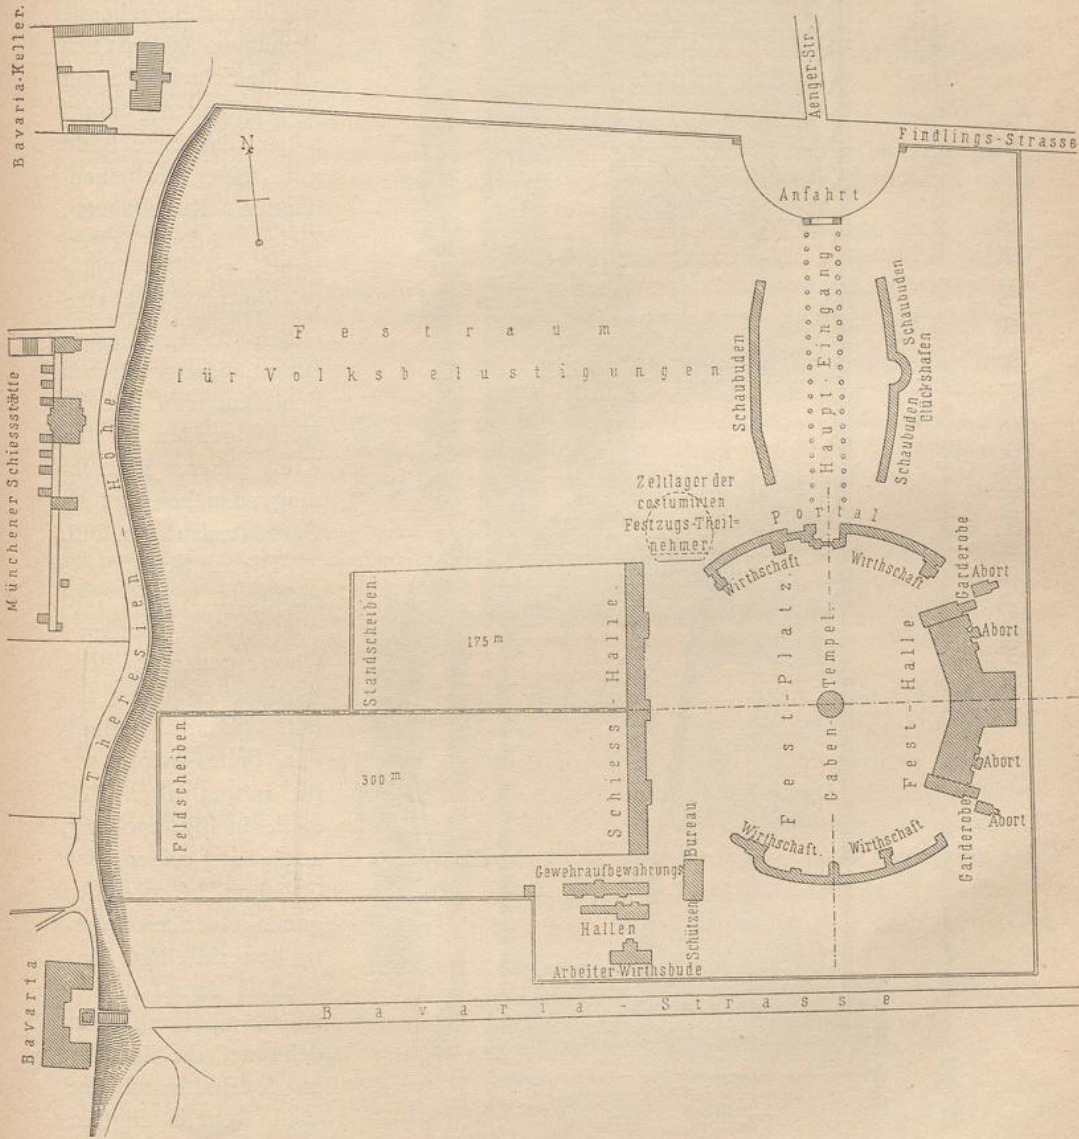 Bavaria-Keller.
Aenger-Str.
Findlings-Strasse
N
Anfahrt
Haupt-Eingang
Schaubuden
Schaubuden
Glückshafen
Schaubuden
Festraum
für Volksbelustigungen
Münchener Schiessstätte
Theresien-Höhe
Zeltlager der
costumirten
Festzugs-Theil=
nehmer
Portal
Wirthschaft
Wirthschaft
Garderobe
Abort
Abort
Standscheiben.
175 m
Schiess-Halle.
Fest-Platz.
Gaben-Tempel.
Fest-Halle
Feldscheiben
300 m
Abort
Abort
Garderobe
Wirthschaft.
Wirthschaft
Gewehraufbewahrungs
Hallen
Schützen Bureau
Arbeiter-Wirthsbude
Bavaria
Bavaria-Strasse